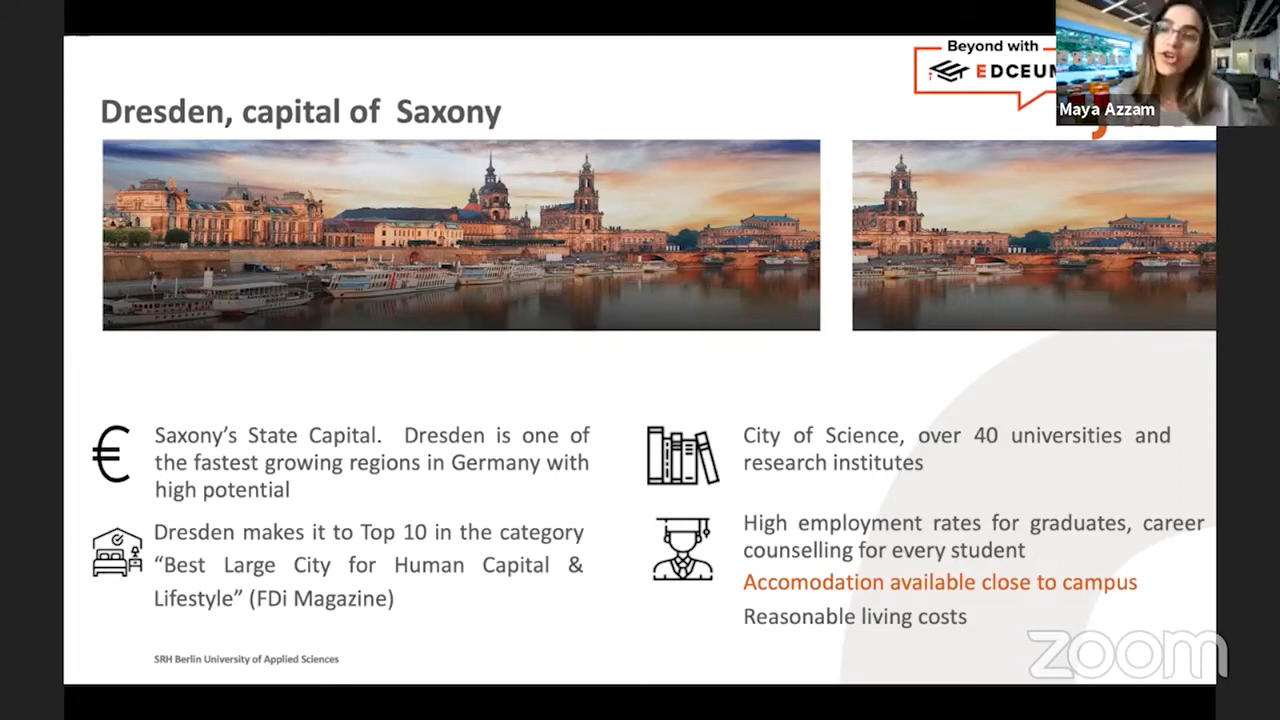 Beyond with
EDCEUM
Maya Azzam
Dresden, capital of Saxony
Saxony's State Capital. Dresden is one of
the fastest growing regions in Germany with
high potential
Dresden makes it to Top 10 in the category
“Best Large City for Human Capital &
Lifestyle” (FDi Magazine)
City of Science, over 40 universities and
research institutes
High employment rates for graduates, career
counselling for every student
Accomodation available close to campus
Reasonable living costs
SRH Berlin University of Applied Sciences
zoom